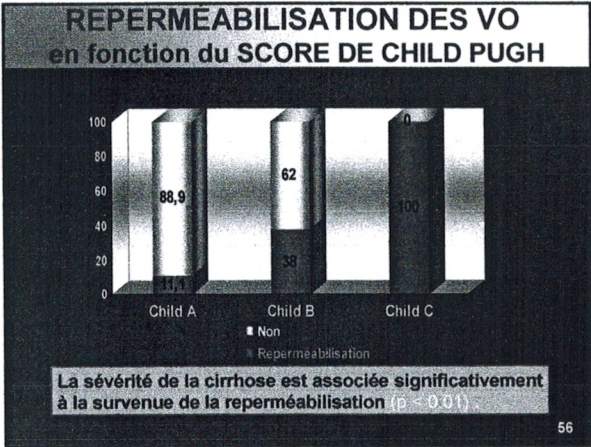 REPERMÉABILISATION DES VO
en fonction du SCORE DE CHILD PUGH
100
80
60
40
20
0
88,9
11,1
62
38
0
100
Child A
Child B
Child C
Non
Reperméabilisation
La sévérité de la cirrhose est associée significativement
à la survenue de la reperméabilisation (p < 0.01) .
56